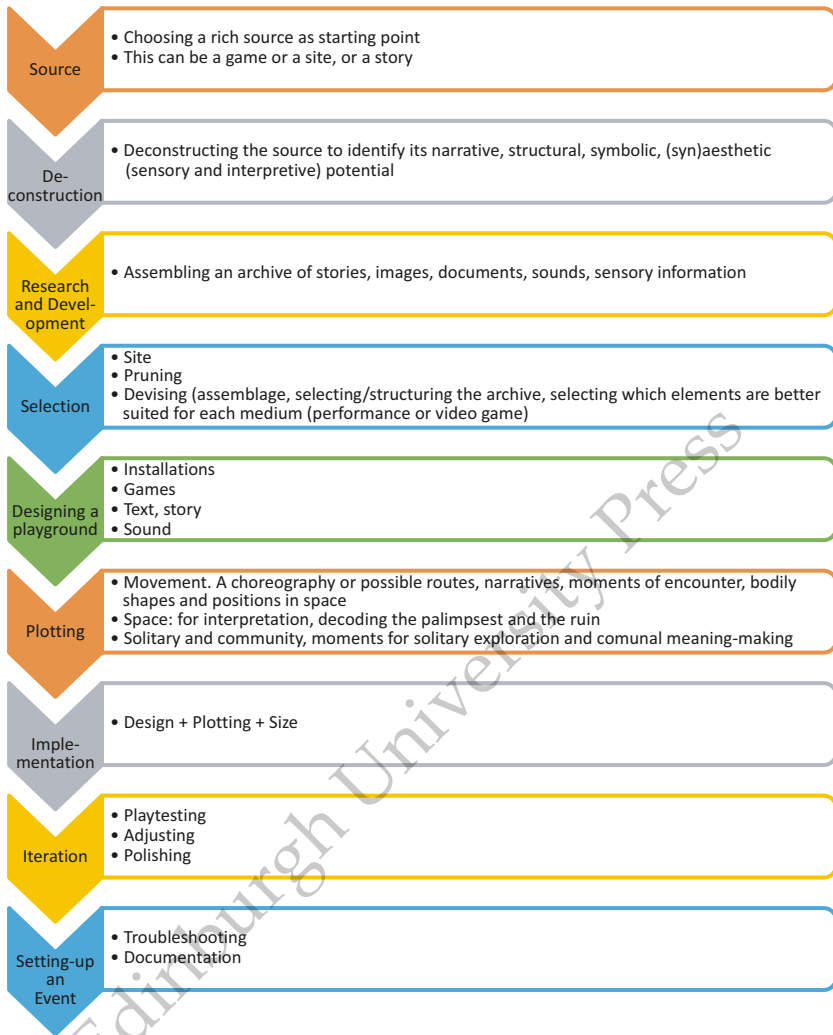 Source
• Choosing a rich source as starting point
• This can be a game or a site, or a story
De-
construction
• Deconstructing the source to identify its narrative, structural, symbolic, (syn)aesthetic
(sensory and interpretive) potential
Research
and Devel-
opment
• Assembling an archive of stories, images, documents, sounds, sensory information
Selection
• Site
• Pruning
• Devising (assemblage, selecting/structuring the archive, selecting which elements are better
suited for each medium (performance or video game)
Designing a
playground
• Installations
• Games
• Text, story
• Sound
Plotting
• Movement. A choreography or possible routes, narratives, moments of encounter, bodily
shapes and positions in space
• Space: for interpretation, decoding the palimpsest and the ruin
• Solitary and community, moments for solitary exploration and comunal meaning-making
Imple-
mentation
• Design + Plotting + Size
Iteration
• Playtesting
• Adjusting
• Polishing
Setting-up
an
Event
• Troubleshooting
• Documentation
Edinburgh University Press